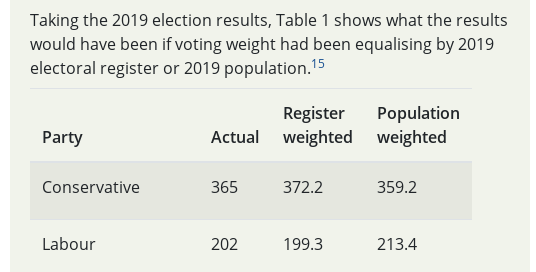 Taking the 2019 election results, Table 1 shows what the results
would have been if voting weight had been equalising by 2019
electoral register or 2019 population.15
Register Population
Party Actual weighted weighted
Conservative 365 372.2 359.2
Labour 202 199.3 213.4